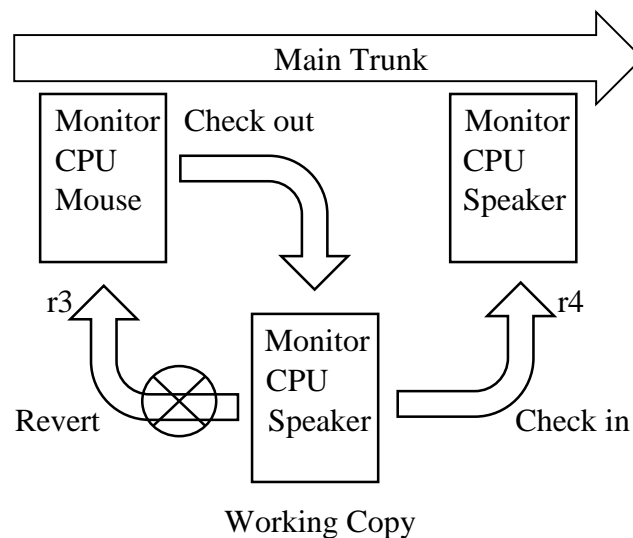 Main Trunk
Monitor
CPU
Mouse
Check out
Monitor
CPU
Speaker
r3
r4
Monitor
CPU
Speaker
Revert
Check in
Working Copy